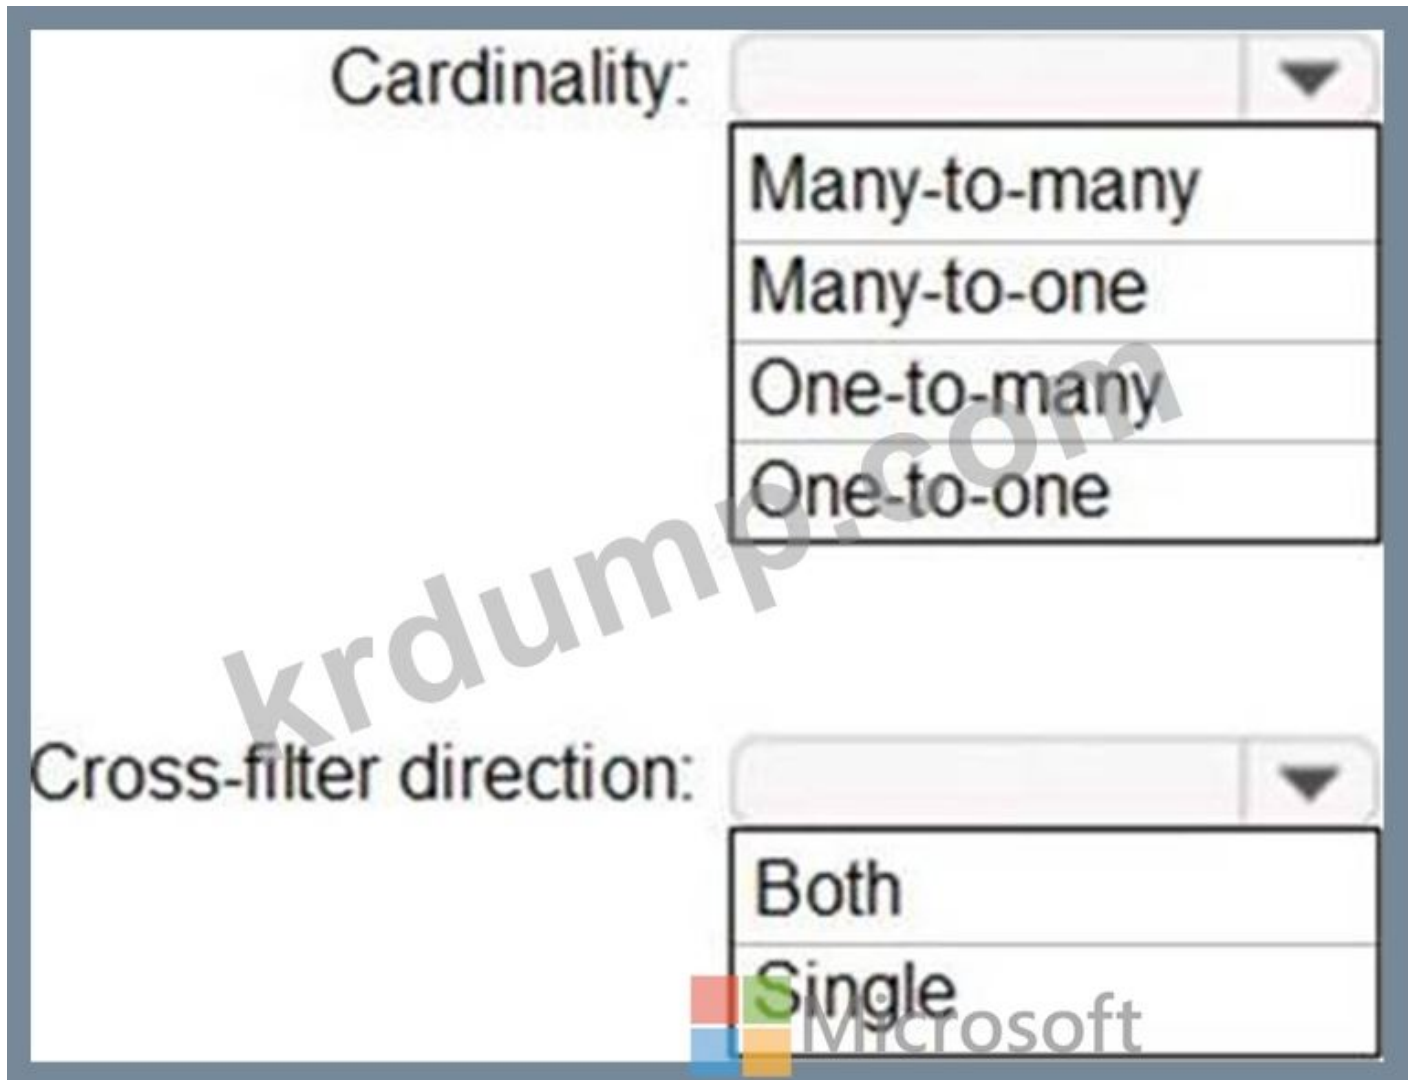 Cardinality:
Many-to-many
Many-to-one
One-to-many
One-to-one
krdump.com
Cross-filter direction:
Both
Single
Microsoft